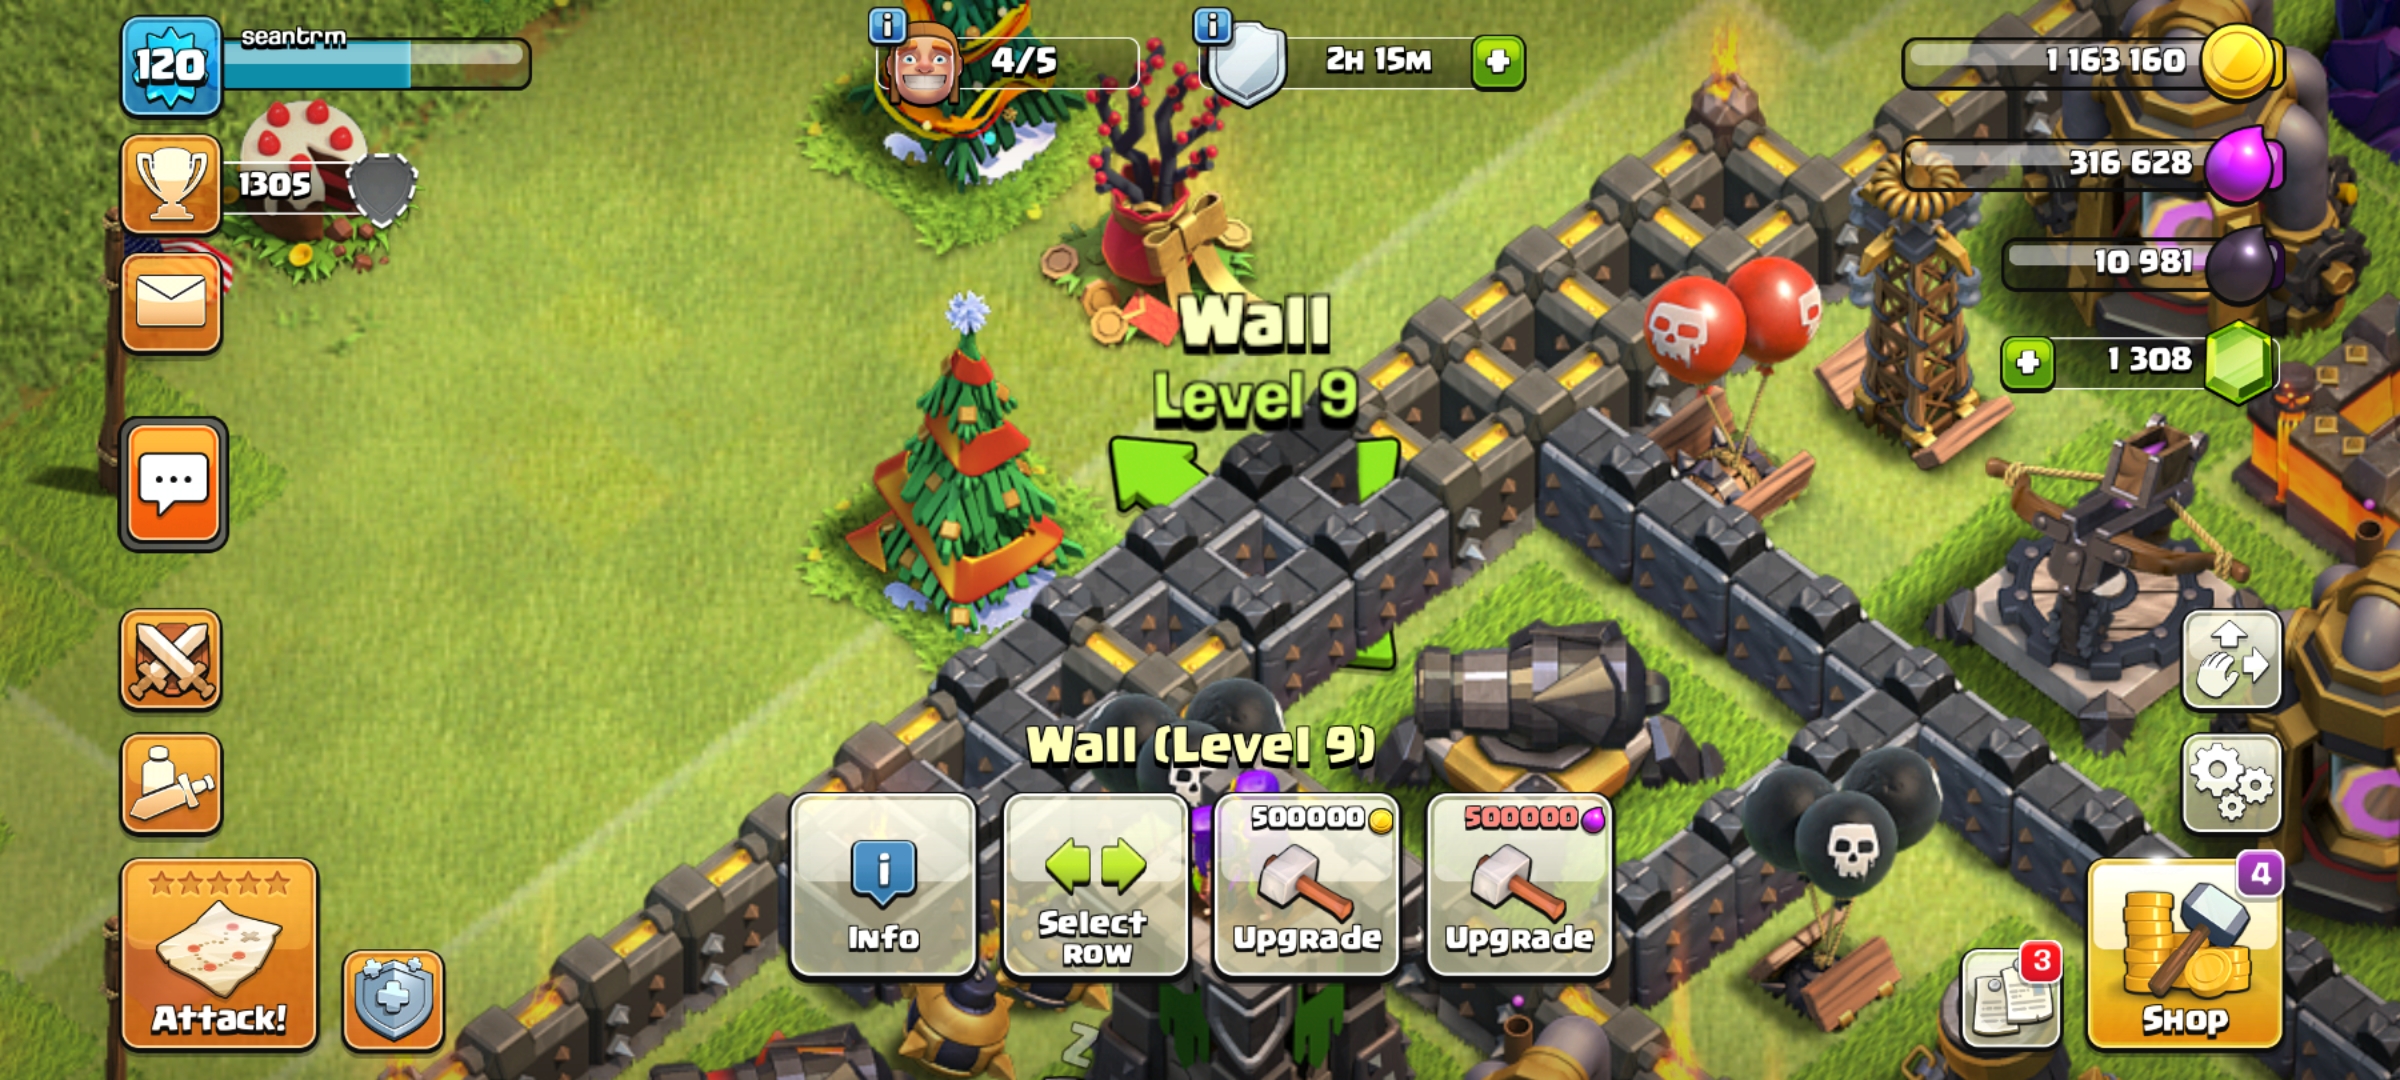 seantrm
120
4/5
2H 15M
1 163 160
1305
316 628
10 981
1 308
Wall
Level 9
Wall (Level 9)
Info
Select
Row
500000
Upgrade
500000
Upgrade
Attack!
3
4
Shop
Z